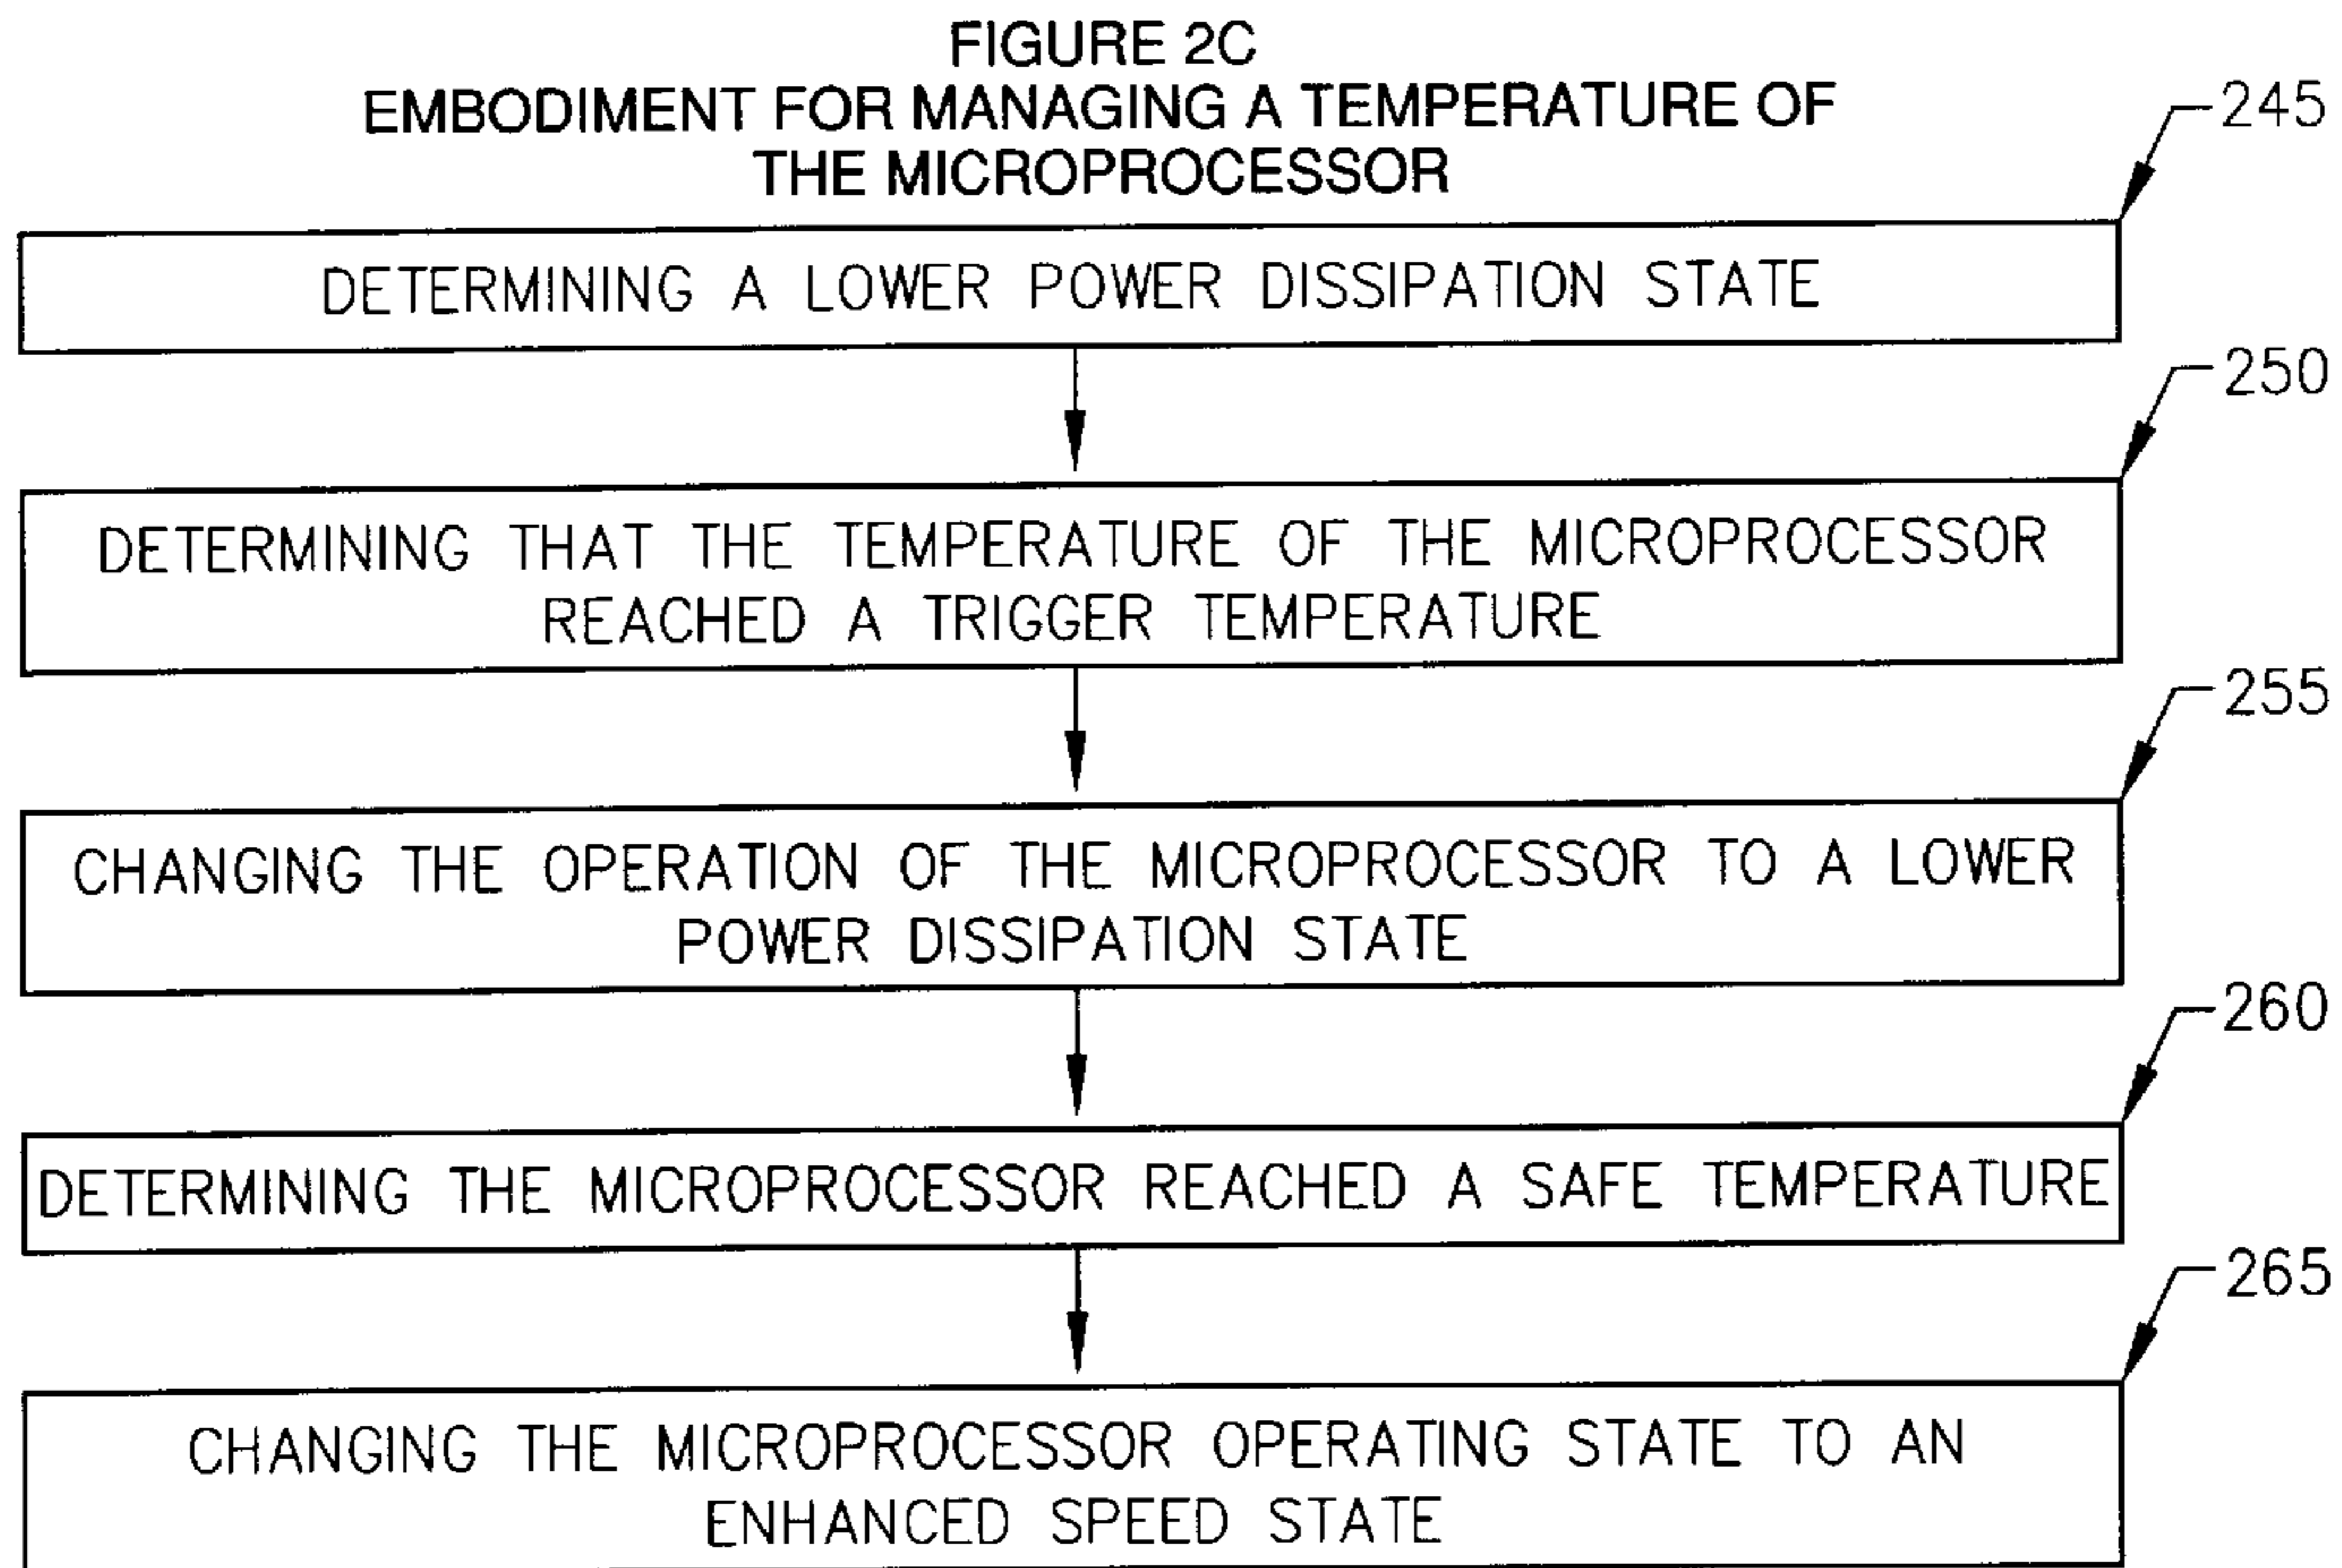 FIGURE 2C
EMBODIMENT FOR MANAGING A TEMPERATURE OF
THE MICROPROCESSOR
245
DETERMINING A LOWER POWER DISSIPATION STATE
250
DETERMINING THAT THE TEMPERATURE OF THE MICROPROCESSOR
REACHED A TRIGGER TEMPERATURE
255
CHANGING THE OPERATION OF THE MICROPROCESSOR TO A LOWER
POWER DISSIPATION STATE
260
DETERMINING THE MICROPROCESSOR REACHED A SAFE TEMPERATURE
265
CHANGING THE MICROPROCESSOR OPERATING STATE TO AN
ENHANCED SPEED STATE